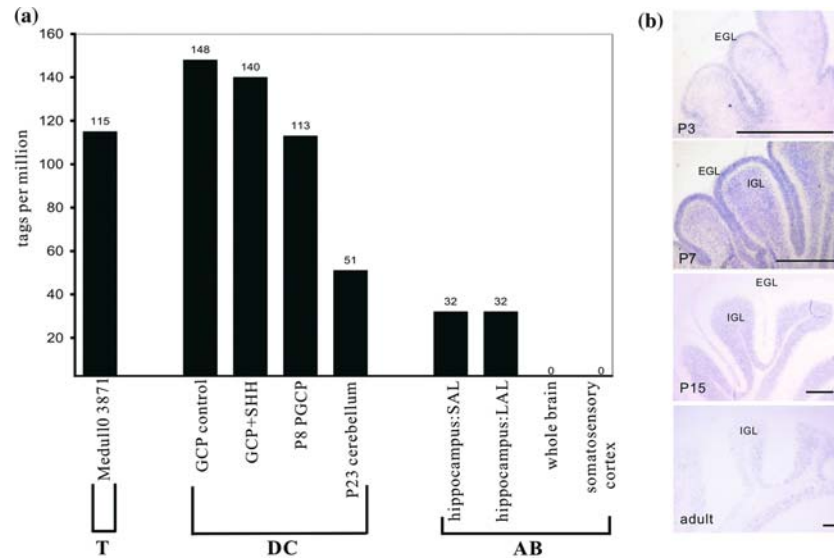 (a)
160
140
120
100
80
60
40
20
tags per million
115
148
140
113
51
32
32
0
0
Medull0 3871
GCP control
GCP+SHH
P8 PGCP
P23 cerebellum
hippocampus:SAL
hippocampus:LAL
whole brain
somatosensory
cortex
T
DC
AB
(b)
EGL
P3
EGL
IGL
P7
EGL
IGL
P15
IGL
adult